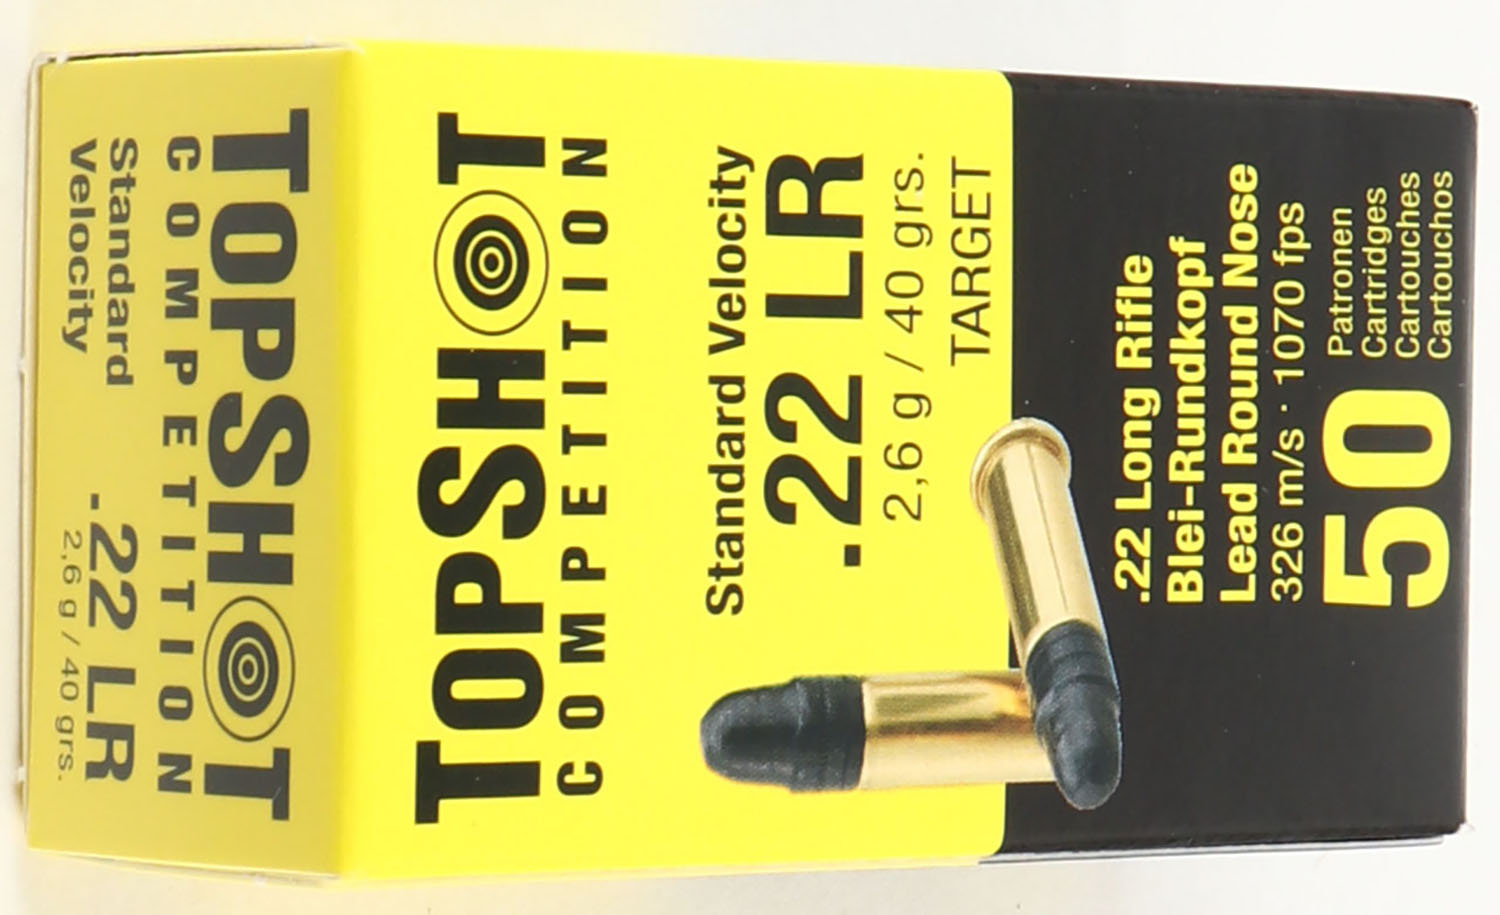 TOPSHOT
COMPETITION
Standard Velocity
.22 LR
2,6 g / 40 grs.
TARGET
.22 Long Rifle
Blei-Rundkopf
Lead Round Nose
326 m/s · 1070 fps
50
Patronen
Cartridges
Cartouches
Cartouchos
TOPSHOT
COMPETITION
Standard
Velocity
.22 LR
2,6 g / 40 grs.